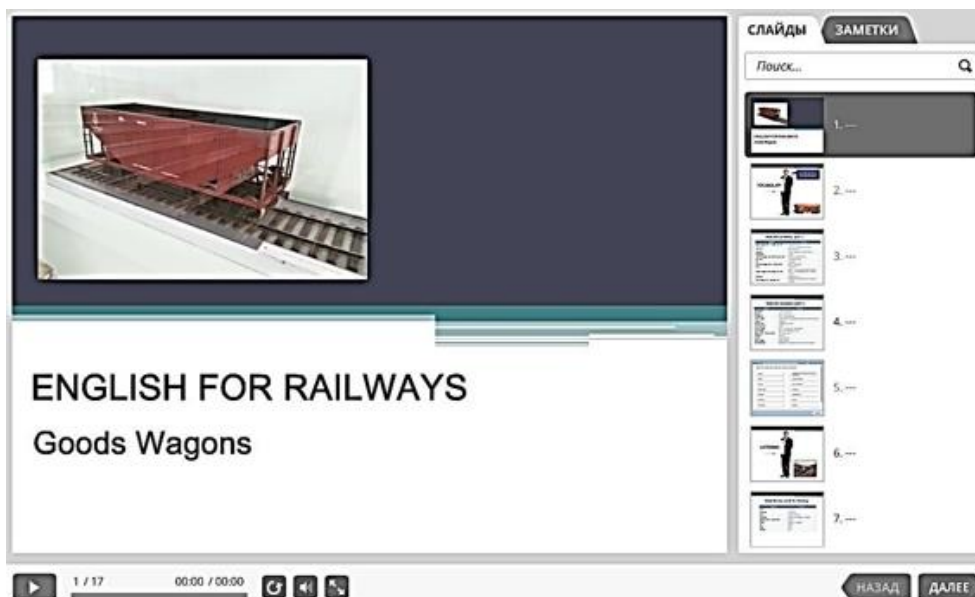 СЛАЙДЫ ЗАМЕТКИ
Поиск...
ENGLISH FOR RAILWAYS
Goods Wagons
1. ---
2. ---
3. ---
4. ---
5. ---
6. ---
7. ---
1 / 17 00:00 / 00:00
НАЗАД ДАЛЕЕ